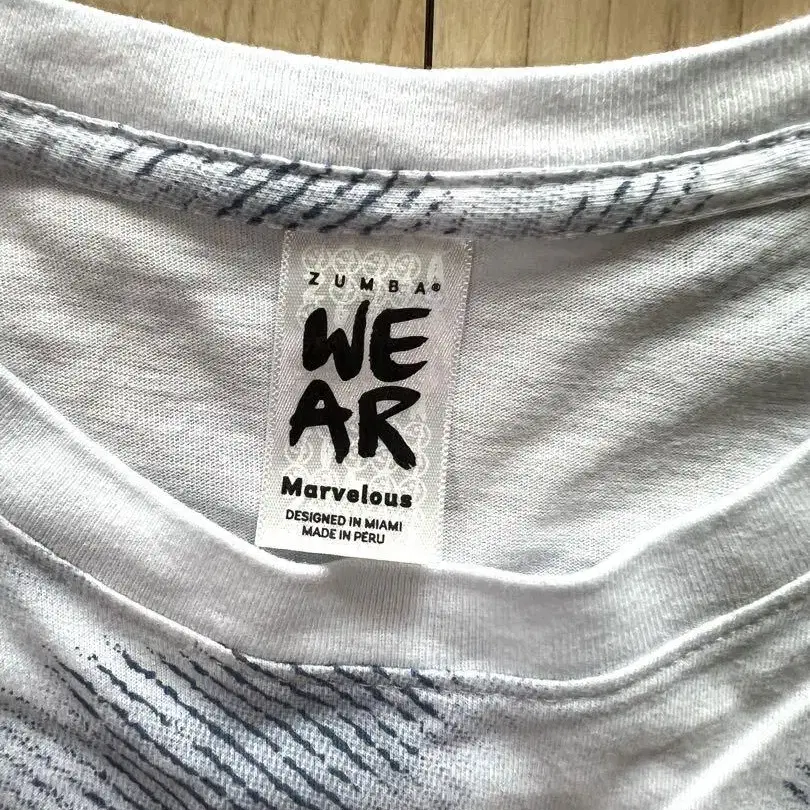 ZUMBA®
WE
AR
Marvelous
DESIGNED IN MIAMI
MADE IN PERU